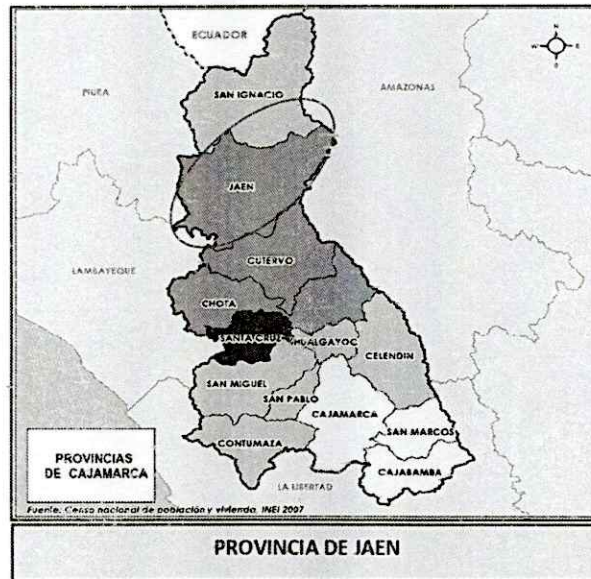 ECUADOR
N
W E
S
PIURA
SAN IGNACIO
AMAZONAS
JAEN
CUTERVO
LAMBAYEQUE
CHOTA
SANTA CRUZ
HUALGAYOC
CELENDIN
SAN MIGUEL
SAN PABLO
CAJAMARCA
SAN MARCOS
CONTUMAZA
CAJABAMBA
PROVINCIAS
DE CAJAMARCA
LA LIBERTAD
Fuente. Censo nacional de población y vivienda. INEI 2007
PROVINCIA DE JAEN